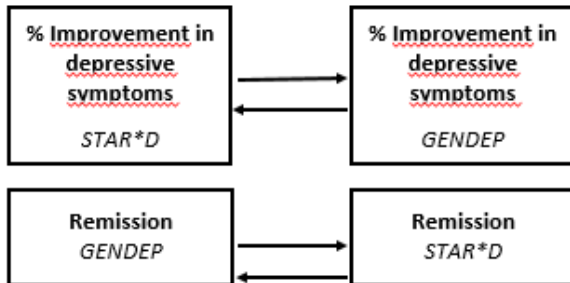 % Improvement in
depressive
symptoms
STAR*D
% Improvement in
depressive
symptoms
GENDEP
Remission
GENDEP
Remission
STAR*D